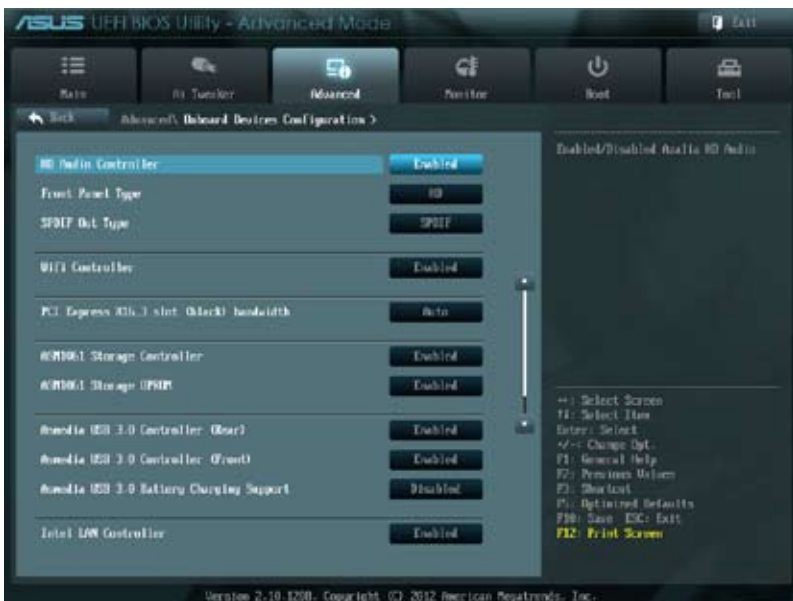 ASUS UEFI BIOS Utility - Advanced Mode
Exit
Main
Ai Tweaker
Advanced
Monitor
Boot
Tool
Back
Advanced\ Onboard Devices Configuration >
HD Audio Controller Enabled
Front Panel Type HD
SPDIF Out Type SPDIF
WiFi Controller Enabled
PCI Express X16_3 slot (black) bandwidth Auto
ASM1061 Storage Controller Enabled
ASM1061 Storage OPROM Enabled
Asmedia USB 3.0 Controller (Rear) Enabled
Asmedia USB 3.0 Controller (Front) Enabled
Asmedia USB 3.0 Battery Charging Support Disabled
Intel LAN Controller Enabled
Enabled/Disabled Azalia HD Audio
→←: Select Screen
↑↓: Select Item
Enter: Select
+/-: Change Opt.
F1: General Help
F2: Previous Values
F3: Shortcut
F5: Optimized Defaults
F10: Save ESC: Exit
F12: Print Screen
Version 2.10.1208. Copyright (C) 2012 American Megatrends, Inc.